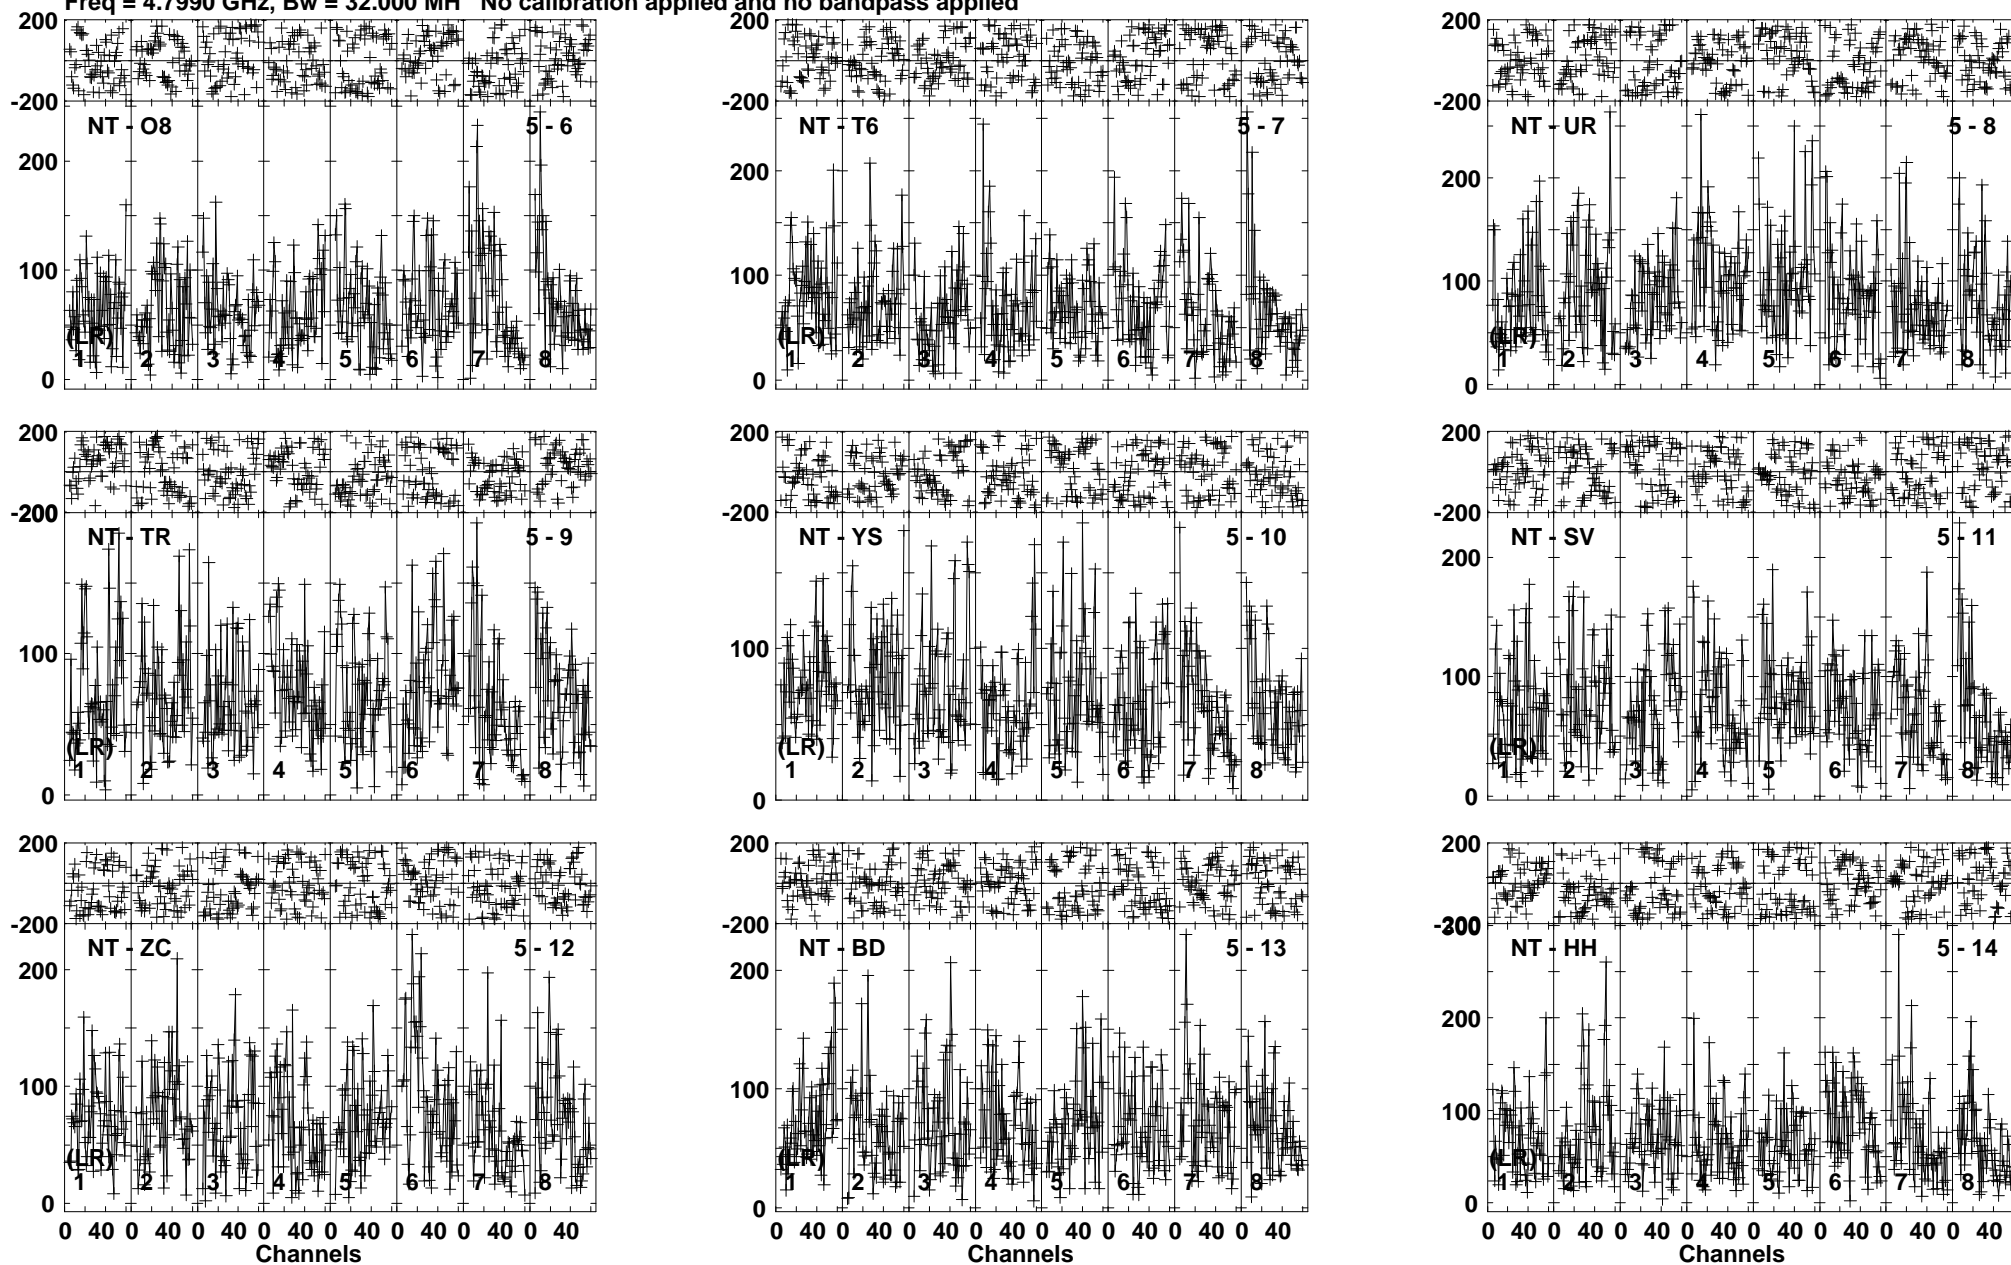 Freq = 4.7990 GHz, Bw = 32.000 MH No calibration applied and no bandpass applied
200 200 200
-200 -200 -200
NT - O8 5 - 6 NT - T6 5 - 7 NT - UR 5 - 8
200 200 200
100 100 100
(LR) (LR) (LR)
1 2 3 4 5 6 7 8 1 2 3 4 5 6 7 8 1 2 3 4 5 6 7 8
0 0 0
200 200 200
-200 -200 -200
NT - TR 5 - 9 NT - YS 5 - 10 NT - SV 5 - 11
200
100 100 100
(LR) (LR) (LR)
1 2 3 4 5 6 7 8 1 2 3 4 5 6 7 8 1 2 3 4 5 6 7 8
0 0 0
200 200 200
-200 -200 -200
NT - ZC 5 - 12 NT - BD 5 - 13 NT - HH 5 - 14
200 200 200
100 100 100
(LR) (LR) (LR)
1 2 3 4 5 6 7 8 1 2 3 4 5 6 7 8 1 2 3 4 5 6 7 8
0 0 0
0 40 0 40 0 40 0 40 0 40 0 40 0 40 0 40 0 40 0 40 0 40 0 40 0 40 0 40 0 40 0 40 0 40 0 40 0 40 0 40 0 40 0 40 0 40 0 40
Channels Channels Channels